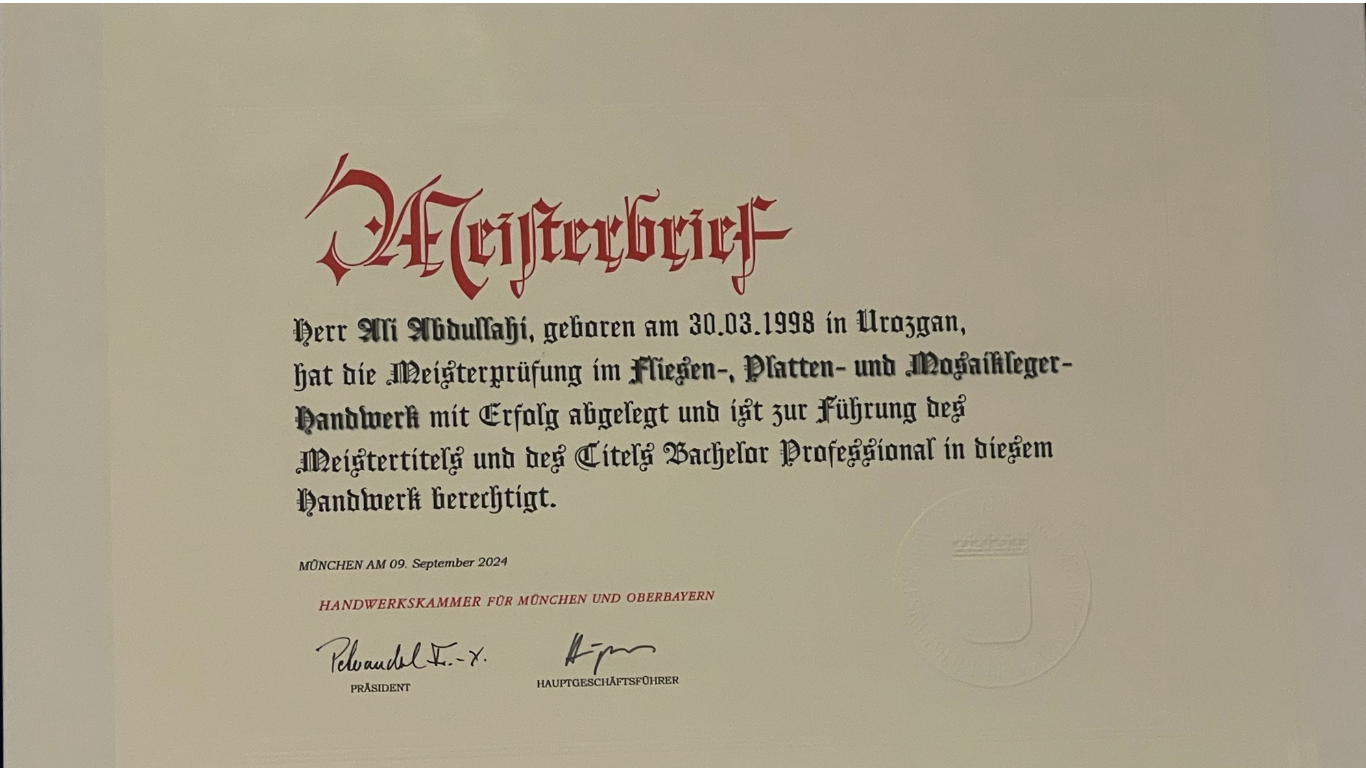 Meisterbrief
Herr Ali Abdullahi, geboren am 30.03.1998 in Urozgan,
hat die Meisterprüfung im Fliesen-, Platten- und Mosaikleger-
Handwerk mit Erfolg abgelegt und ist zur Führung des
Meistertitels und des Titels Bachelor Professional in diesem
Handwerk berechtigt.
MÜNCHEN AM 09. September 2024
HANDWERKSKAMMER FÜR MÜNCHEN UND OBERBAYERN
PRÄSIDENT
HAUPTGESCHÄFTSFÜHRER